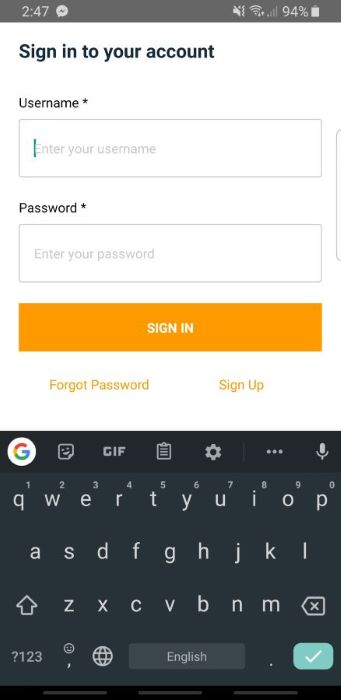 2:47 94%
Sign in to your account
Username *
Enter your username
Password *
Enter your password
SIGN IN
Forgot Password Sign Up
G GIF
1 2 3 4 5 6 7 8 9 0
q w e r t y u i o p
a s d f g h j k l
z x c v b n m
?123 , English .